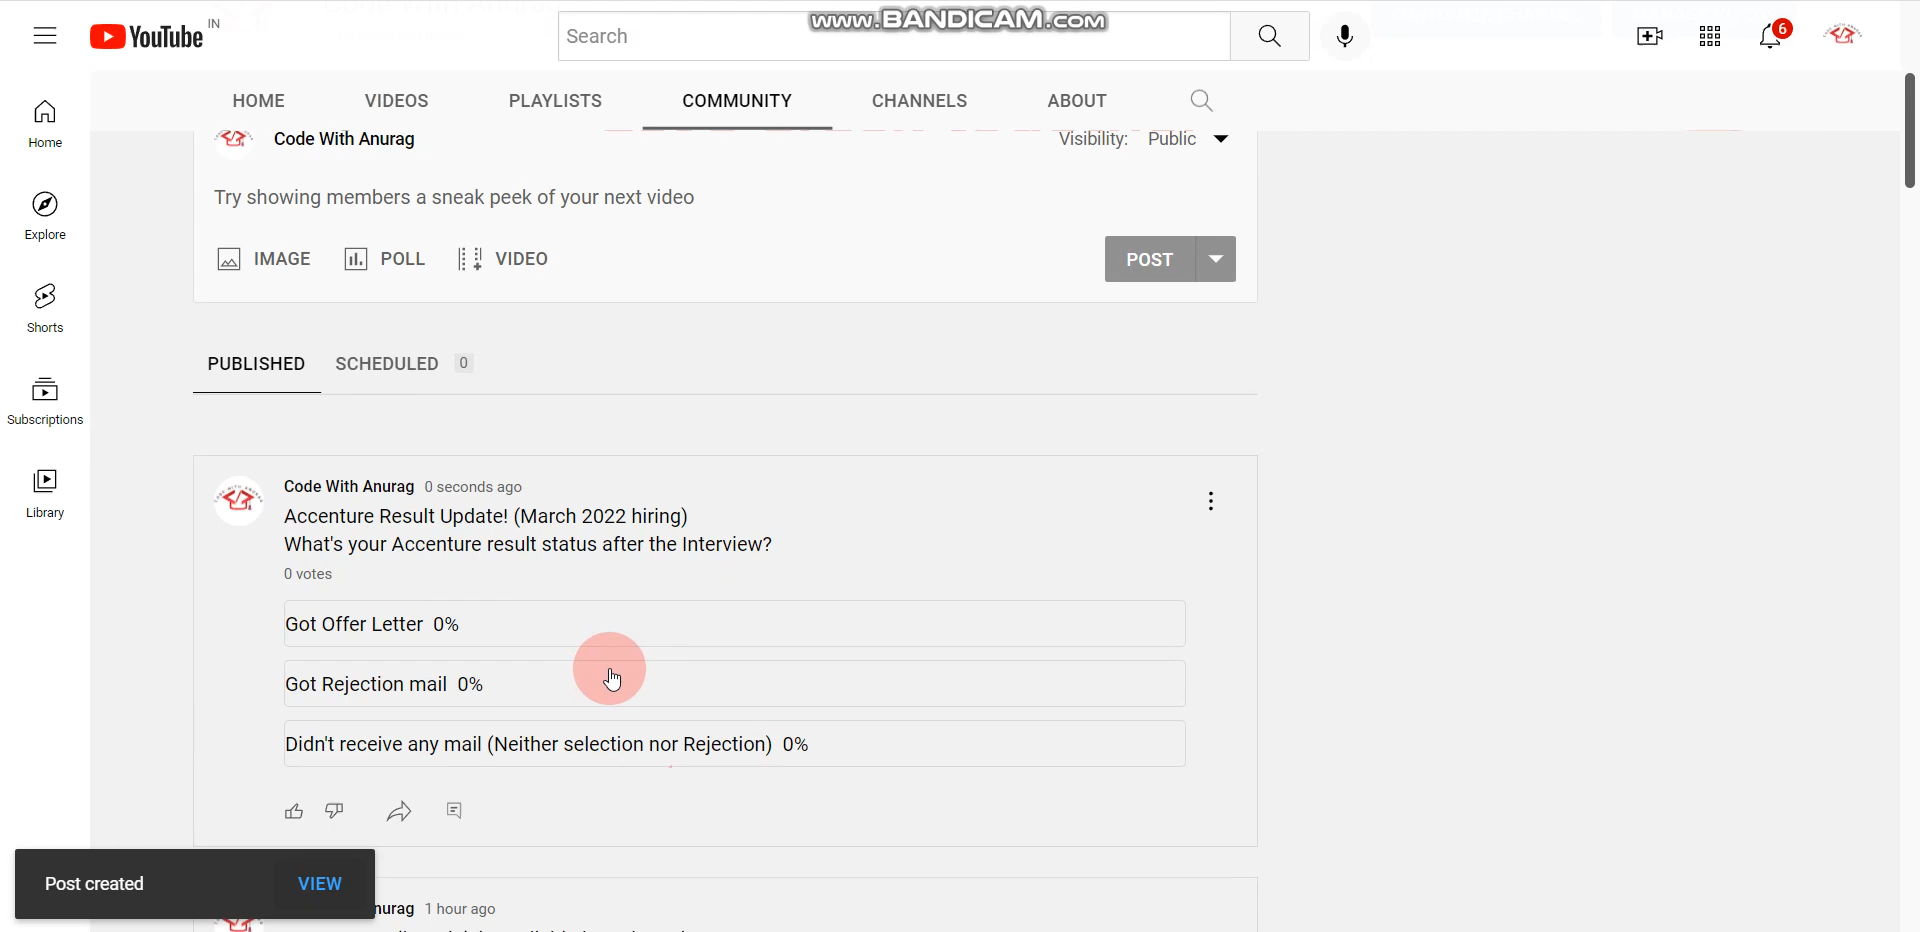 YouTube IN
Search
www.BANDICAM.com
6
HOME VIDEOS PLAYLISTS COMMUNITY CHANNELS ABOUT
Home
Explore
Shorts
Subscriptions
Library
Code With Anurag
Visibility: Public
Try showing members a sneak peek of your next video
IMAGE POLL VIDEO
POST
PUBLISHED SCHEDULED 0
Code With Anurag 0 seconds ago
Accenture Result Update! (March 2022 hiring)
What's your Accenture result status after the Interview?
0 votes
Got Offer Letter 0%
Got Rejection mail 0%
Didn't receive any mail (Neither selection nor Rejection) 0%
Post created VIEW
nurag 1 hour ago